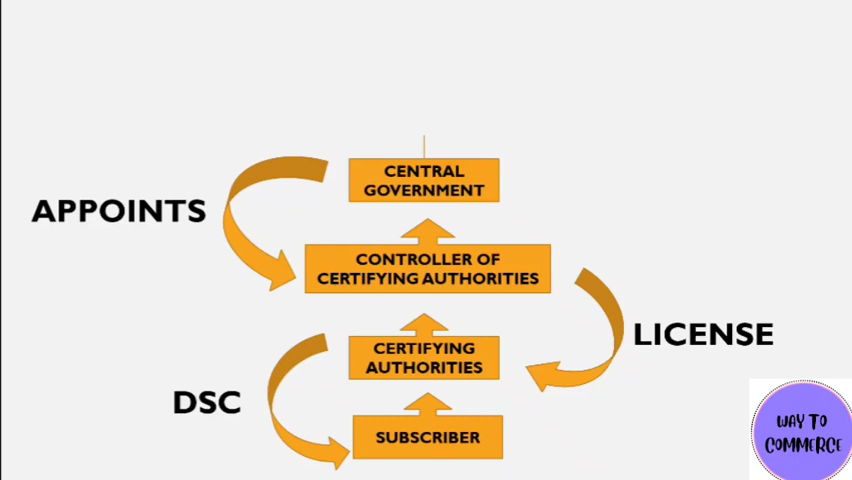 CENTRAL
GOVERNMENT
APPOINTS
CONTROLLER OF
CERTIFYING AUTHORITIES
LICENSE
CERTIFYING
AUTHORITIES
DSC
SUBSCRIBER
WAY TO
COMMERCE